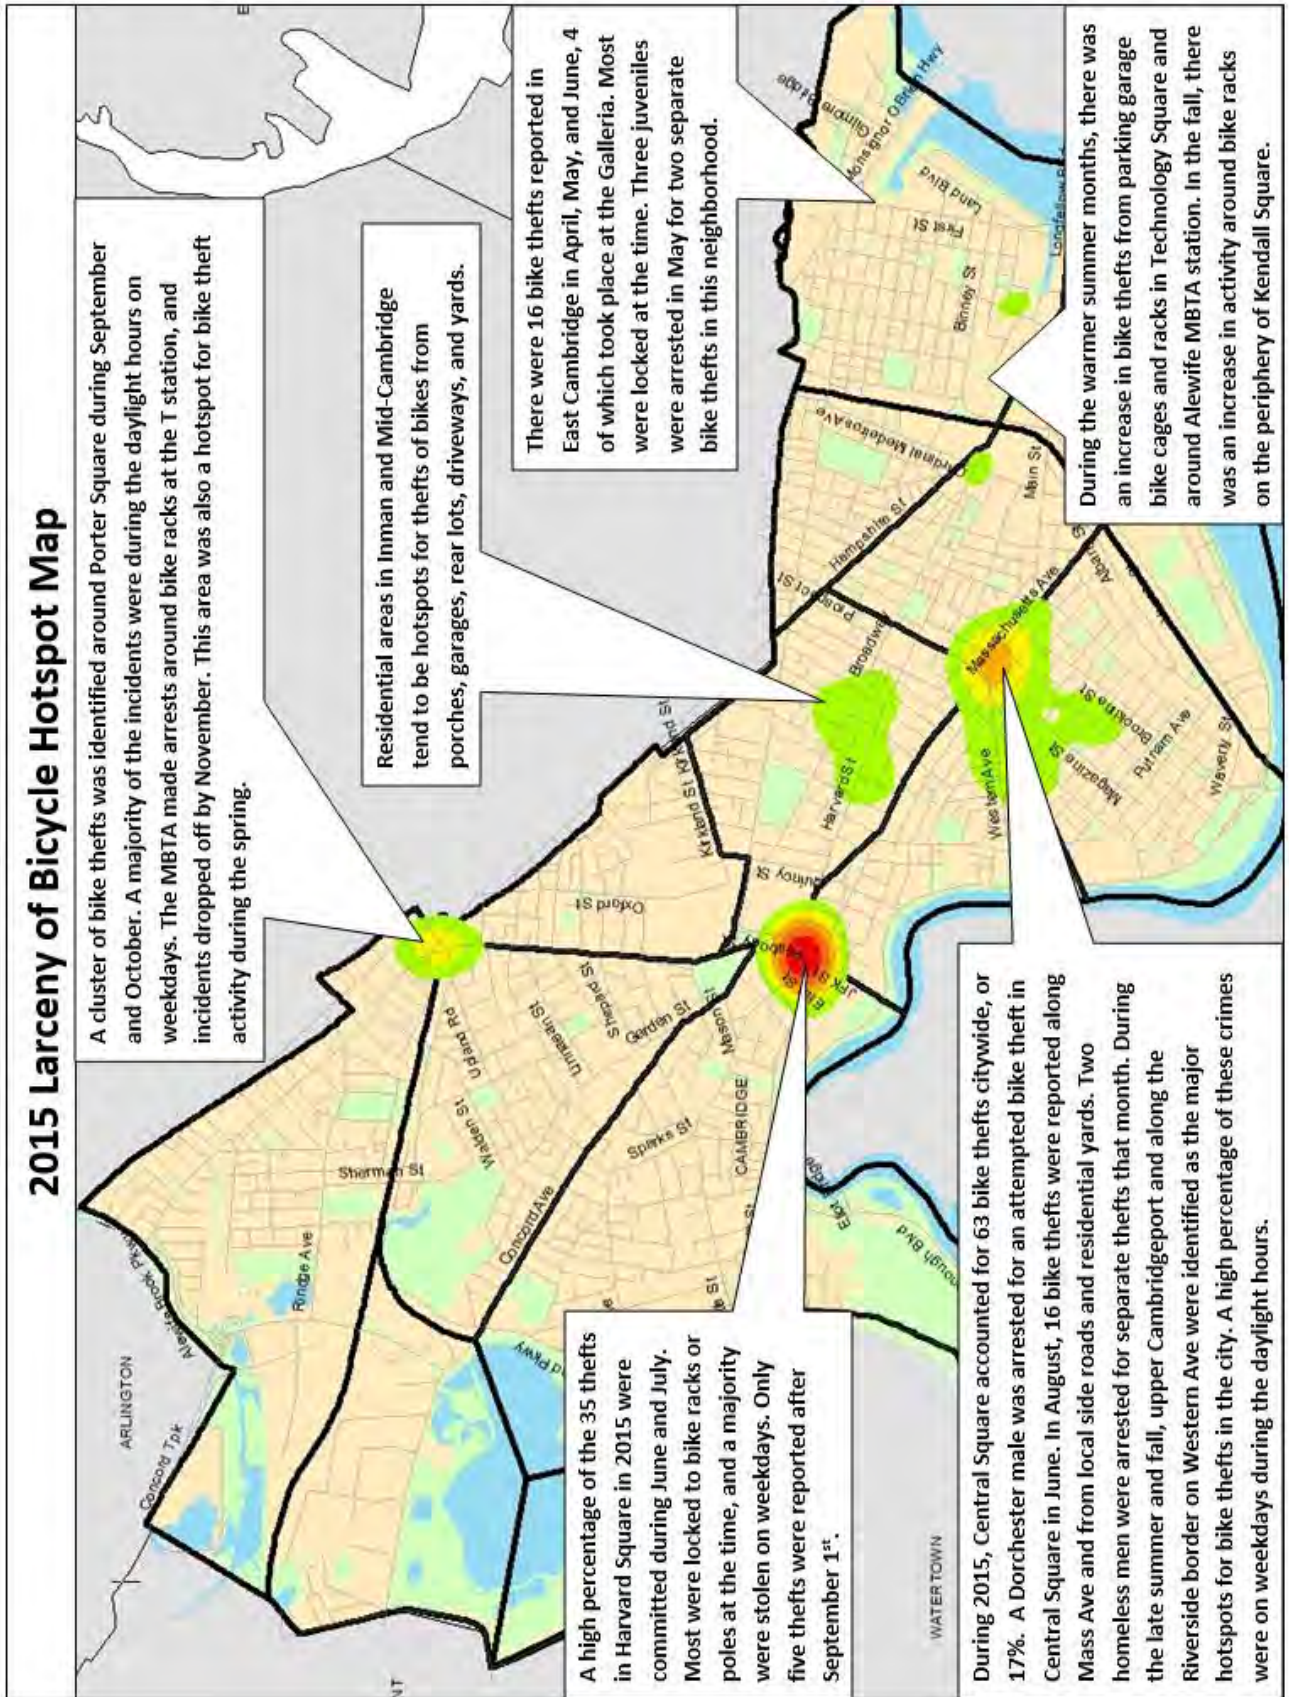 2015 Larceny of Bicycle Hotspot Map
A cluster of bike thefts was identified around Porter Square during September
and October. A majority of the incidents were during the daylight hours on
weekdays. The MBTA made arrests around bike racks at the T station, and
incidents dropped off by November. This area was also a hotspot for bike theft
activity during the spring.
Residential areas in Inman and Mid-Cambridge
tend to be hotspots for thefts of bikes from
porches, garages, rear lots, driveways, and yards.
There were 16 bike thefts reported in
East Cambridge in April, May, and June, 4
of which took place at the Galleria. Most
were locked at the time. Three juveniles
were arrested in May for two separate
bike thefts in this neighborhood.
During the warmer summer months, there was
an increase in bike thefts from parking garage
bike cages and racks in Technology Square and
around Alewife MBTA station. In the fall, there
was an increase in activity around bike racks
on the periphery of Kendall Square.
A high percentage of the 35 thefts
in Harvard Square in 2015 were
committed during June and July.
Most were locked to bike racks or
poles at the time, and a majority
were stolen on weekdays. Only
five thefts were reported after
September 1st.
During 2015, Central Square accounted for 63 bike thefts citywide, or
17%. A Dorchester male was arrested for an attempted bike theft in
Central Square in June. In August, 16 bike thefts were reported along
Mass Ave and from local side roads and residential yards. Two
homeless men were arrested for separate thefts that month. During
the late summer and fall, upper Cambridgeport and along the
Riverside border on Western Ave were identified as the major
hotspots for bike thefts in the city. A high percentage of these crimes
were on weekdays during the daylight hours.
ARLINGTON
Concord Tpk
Alewife Brook Pkwy
Rindge Ave
Sherman St
Walden St
Upland Rd
Linnaean St
Shepard St
Garden St
Oxford St
Concord Ave
Sparks St
Mason St
CAMBRIDGE
Peabody
JFK St
Quincy St
Kirkland St
Kirkland St
Harvard St
Broadway
Prospect St
Hampshire St
Cardinal Medeiros Ave
Main St
Massachusetts Ave
Western Ave
Magazine St
Brookline St
Putnam Ave
Waverly St
Binney St
First St
Land Blvd
Monsignor O'Brien Hwy
Gilmore Bridge
WATERTOWN
NT
E